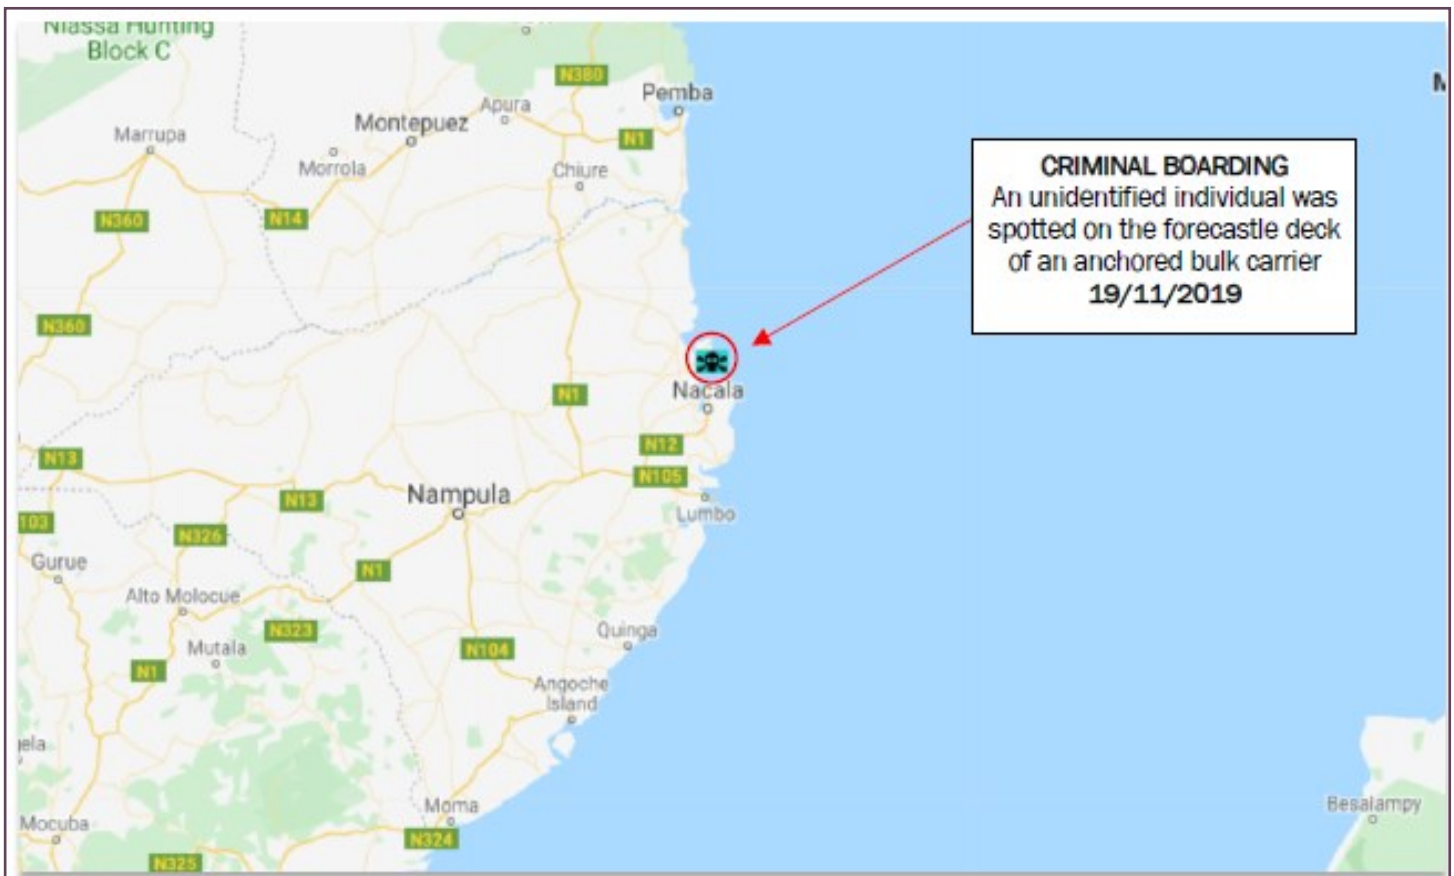 Niassa Hunting
Block C
N380
Pemba
Apura
Montepuez
Marrupa
N1
Morrola
Chiure
CRIMINAL BOARDING
An unidentified individual was
spotted on the forecastle deck
of an anchored bulk carrier
19/11/2019
N360
N14
N360
Nacala
N1
N12
N13
N105
Nampula
N13
Lumbo
103
N326
Gurue
N1
Alto Molocue
N323
Quinga
Mutala
N104
N1
Angoche
Island
ela
Moma
Besalampy
Mocuba
N324
N325